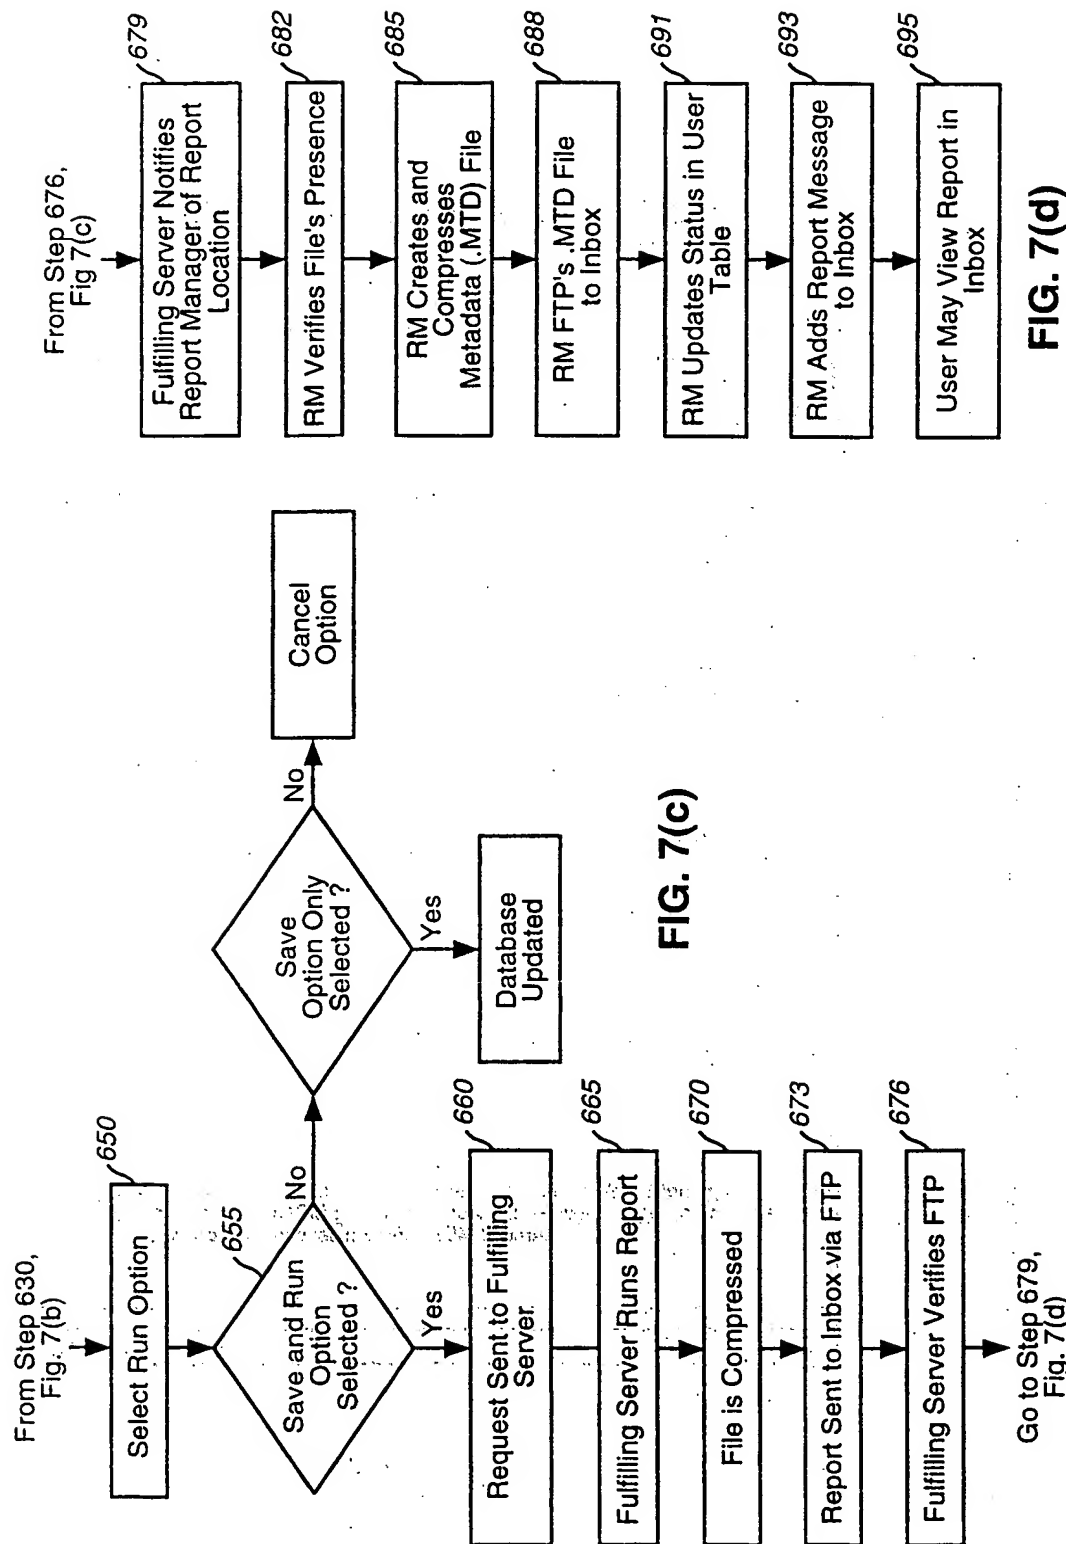 From Step 630,
Fig. 7(b)
650
Select Run Option
655
Save and Run
Option
Selected ?
No
Yes
Save
Option Only
Selected ?
No
Cancel
Option
Yes
Database
Updated
660
Request Sent to Fulfilling
Server
665
Fulfilling Server Runs Report
670
File is Compressed
673
Report Sent to Inbox via FTP
676
Fulfilling Server Verifies FTP
Go to Step 679,
Fig. 7(d)
FIG. 7(c)
From Step 676,
Fig 7(c)
679
Fulfilling Server Notifies
Report Manager of Report
Location
682
RM Verifies File's Presence
685
RM Creates and
Compresses
Metadata (.MTD) File
688
RM FTP's .MTD File
to Inbox
691
RM Updates Status in User
Table
693
RM Adds Report Message
to Inbox
695
User May View Report in
Inbox
FIG. 7(d)